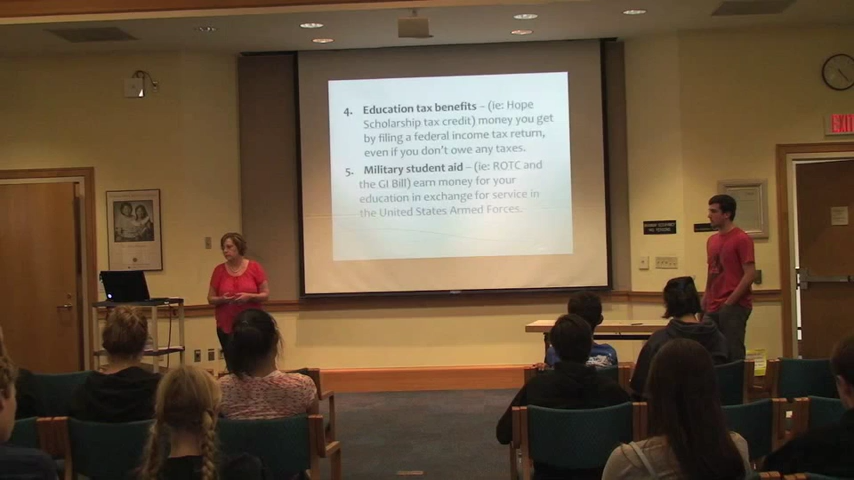 4. Education tax benefits – (ie: Hope
Scholarship tax credit) money you get
by filing a federal income tax return,
even if you don't owe any taxes.
5. Military student aid – (ie: ROTC and
the GI Bill) earn money for your
education in exchange for service in
the United States Armed Forces.
EXIT